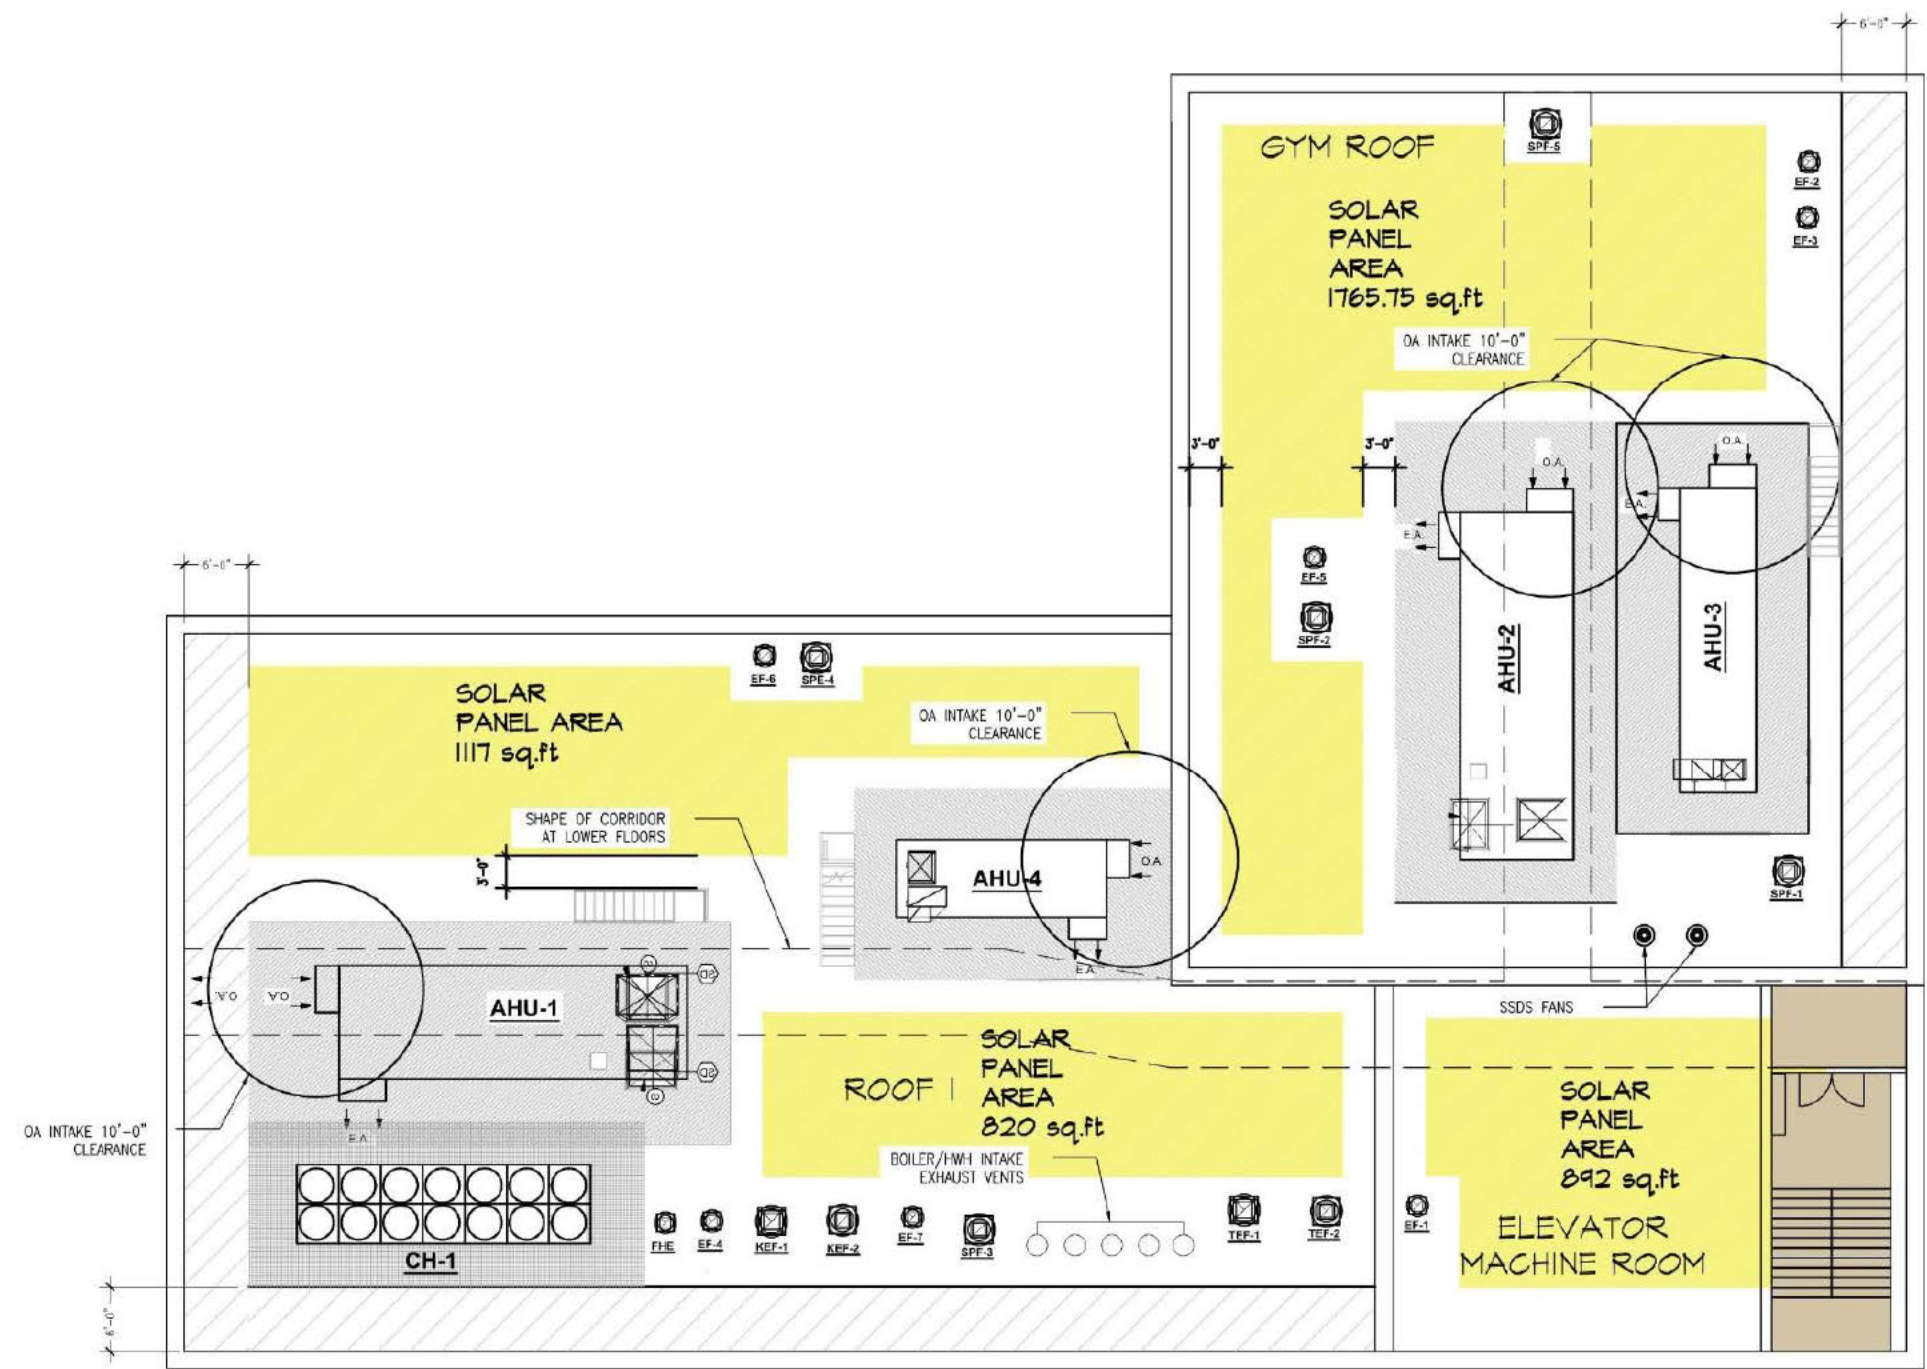 6'-0"
GYM ROOF
SPF-5
EF-2
EF-3
SOLAR
PANEL
AREA
1765.75 sq.ft
OA INTAKE 10'-0"
CLEARANCE
3'-0"
3'-0"
O.A.
O.A.
E.A.
E.A.
EF-5
SPF-2
AHU-2
AHU-3
6'-0"
EF-6
SPE-4
SOLAR
PANEL AREA
1117 sq.ft
OA INTAKE 10'-0"
CLEARANCE
SHAPE OF CORRIDOR
AT LOWER FLOORS
3'-0"
AHU-4
O.A
E.A.
SPF-1
SSDS FANS
O.A.
O.A.
AHU-1
SD
SD
E.A.
OA INTAKE 10'-0"
CLEARANCE
ROOF 1
SOLAR
PANEL
AREA
820 sq.ft
BOILER/HWH INTAKE
EXHAUST VENTS
SOLAR
PANEL
AREA
892 sq.ft
ELEVATOR
MACHINE ROOM
CH-1
FHE
EF-4
KEF-1
KEF-2
EF-7
SPF-3
TEF-1
TEF-2
EF-1
6'-0"